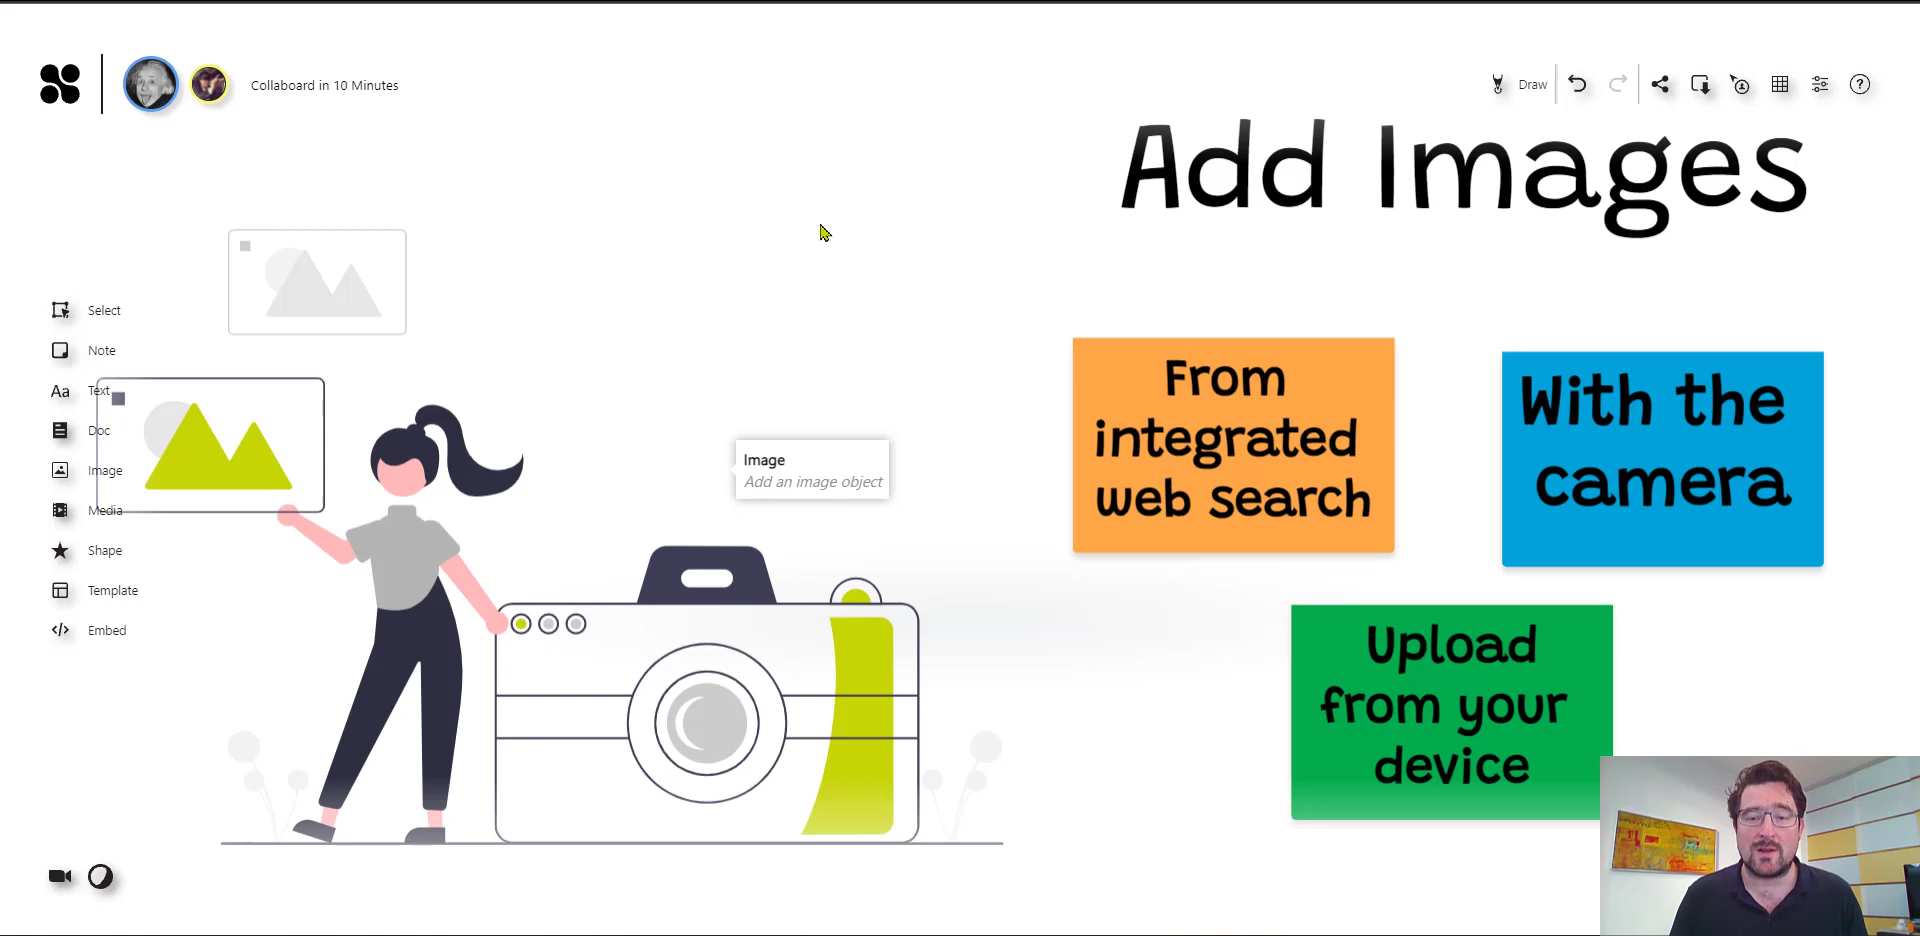 Collaboard in 10 Minutes
Draw
Add Images
Select
Note
Aa Text
Doc
Image
Media
Shape
Template
Embed
Image
Add an image object
From
integrated
web search
With the
camera
Upload
from your
device